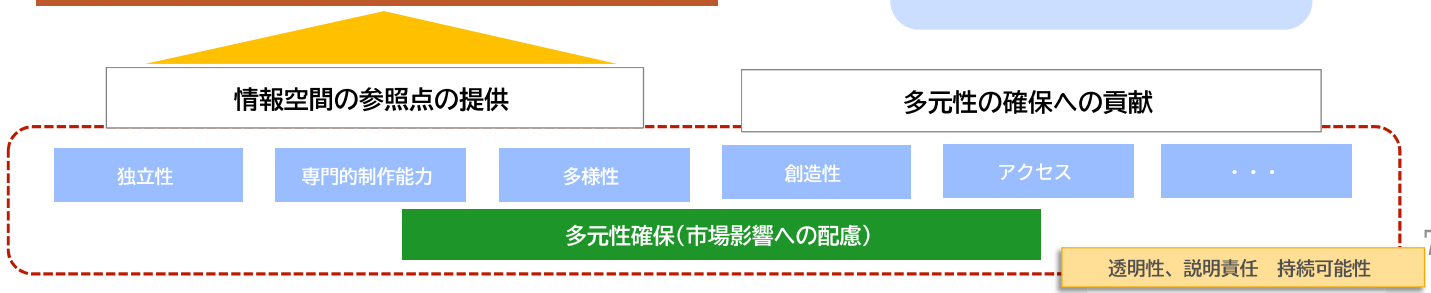 情報空間の参照点の提供
多元性の確保への貢献
独立性
専門的制作能力
多様性
創造性
アクセス
・・・
多元性確保(市場影響への配慮)
透明性、説明責任　持続可能性